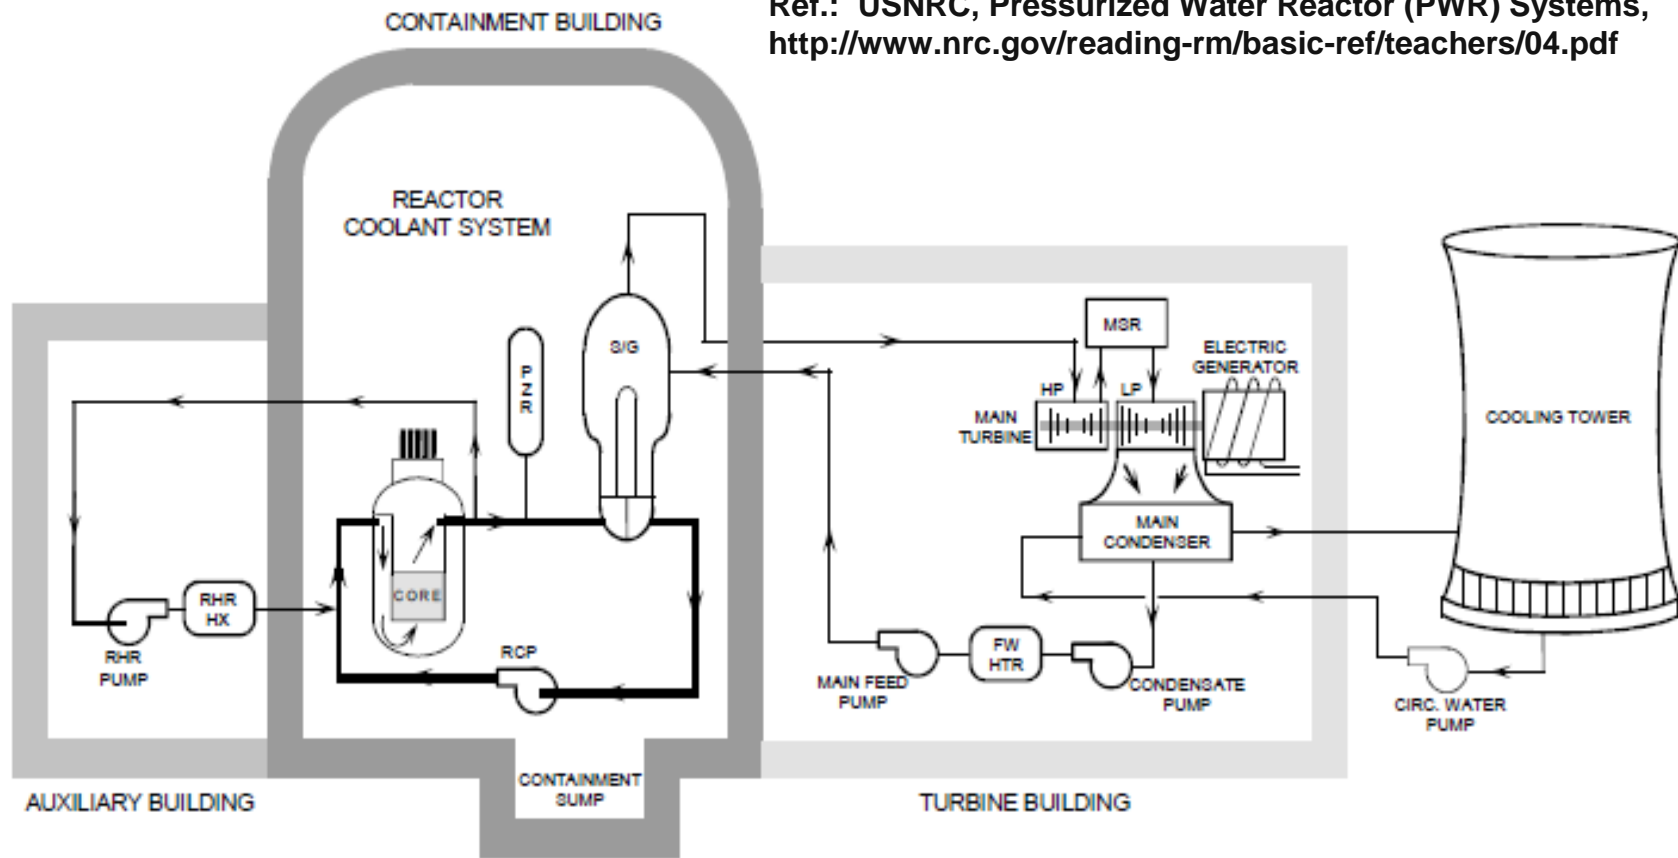 Ref.: USNRC, Pressurized Water Reactor (PWR) Systems,
http://www.nrc.gov/reading-rm/basic-ref/teachers/04.pdf
CONTAINMENT BUILDING
REACTOR
COOLANT SYSTEM
S/G
P
Z
R
CORE
RCP
RHR
HX
RHR
PUMP
CONTAINMENT
SUMP
AUXILIARY BUILDING
MSR
ELECTRIC
GENERATOR
HP
LP
MAIN
TURBINE
MAIN
CONDENSER
COOLING TOWER
FW
HTR
MAIN FEED
PUMP
CONDENSATE
PUMP
CIRC. WATER
PUMP
TURBINE BUILDING